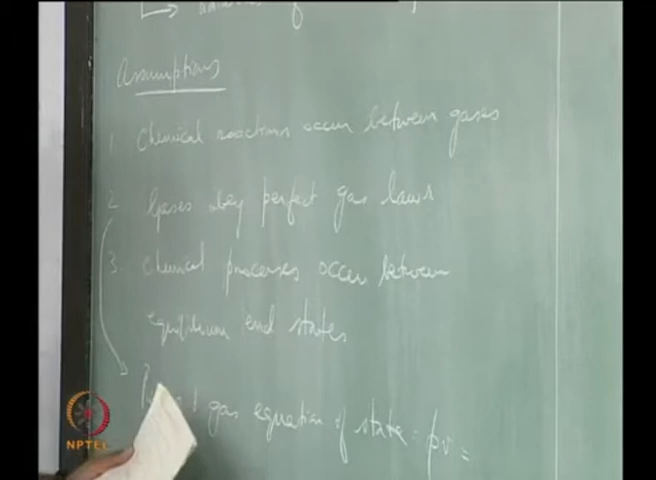 Assumptions
1. Chemical reactions occur between gases
2. Gases obey perfect gas laws
3. Chemical processes occur between
equilibrium end states
gas equation of state : pv =
NPTEL